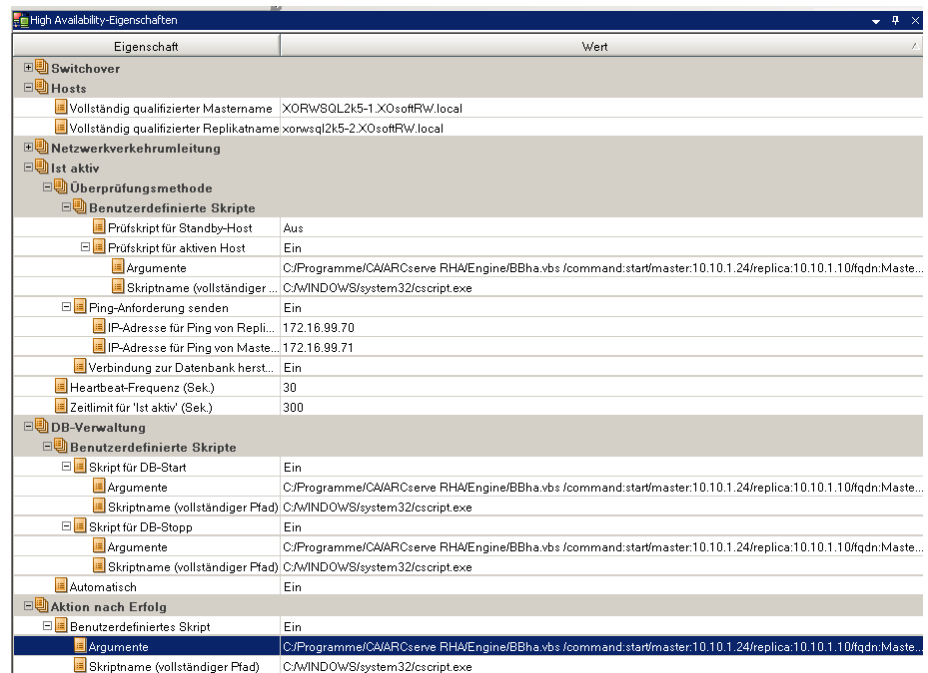 High Availability-Eigenschaften
Eigenschaft Wert
Switchover
Hosts
Vollständig qualifizierter Mastername XORWSQL2k5-1.XOsoftRW.local
Vollständig qualifizierter Replikatname xorwsql2k5-2.XOsoftRW.local
Netzwerkverkehrumleitung
Ist aktiv
Überprüfungsmethode
Benutzerdefinierte Skripte
Prüfskript für Standby-Host Aus
Prüfskript für aktiven Host Ein
Argumente C:/Programme/CA/ARCserve RHA/Engine/BBha.vbs /command:start/master:10.10.1.24/replica:10.10.1.10/fqdn:Maste...
Skriptname (vollständiger ... C:/WINDOWS/system32/cscript.exe
Ping-Anforderung senden Ein
IP-Adresse für Ping von Repli... 172.16.99.70
IP-Adresse für Ping von Maste... 172.16.99.71
Verbindung zur Datenbank herst... Ein
Heartbeat-Frequenz (Sek.) 30
Zeitlimit für 'Ist aktiv' (Sek.) 300
DB-Verwaltung
Benutzerdefinierte Skripte
Skript für DB-Start Ein
Argumente C:/Programme/CA/ARCserve RHA/Engine/BBha.vbs /command:start/master:10.10.1.24/replica:10.10.1.10/fqdn:Maste...
Skriptname (vollständiger Pfad) C:/WINDOWS/system32/cscript.exe
Skript für DB-Stopp Ein
Argumente C:/Programme/CA/ARCserve RHA/Engine/BBha.vbs /command:start/master:10.10.1.24/replica:10.10.1.10/fqdn:Maste...
Skriptname (vollständiger Pfad) C:/WINDOWS/system32/cscript.exe
Automatisch Ein
Aktion nach Erfolg
Benutzerdefiniertes Skript Ein
Argumente C:/Programme/CA/ARCserve RHA/Engine/BBha.vbs /command:start/master:10.10.1.24/replica:10.10.1.10/fqdn:Maste...
Skriptname (vollständiger Pfad) C:/WINDOWS/system32/cscript.exe